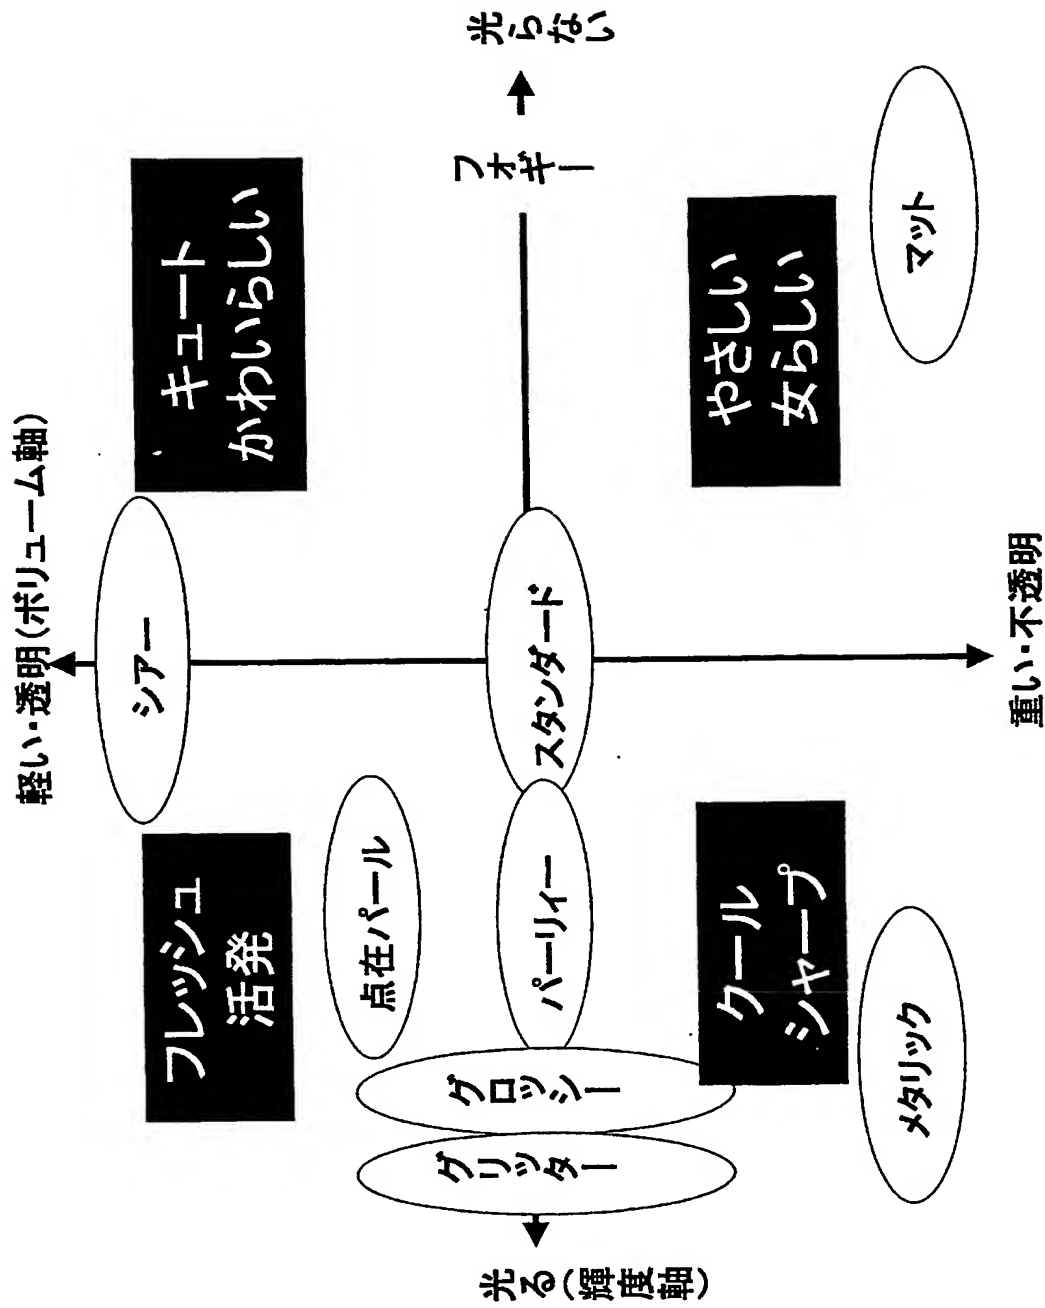 軽い・透明(ボリューム軸)
シアー
フレッシュ
活発
キュート
かわいらしい
点在パール
光る(輝度軸)
グリッター
グロッシー
パーリィー
スタンダード
フォギー
光らない
クール
シャープ
やさしい
女らしい
メタリック
マット
重い・不透明